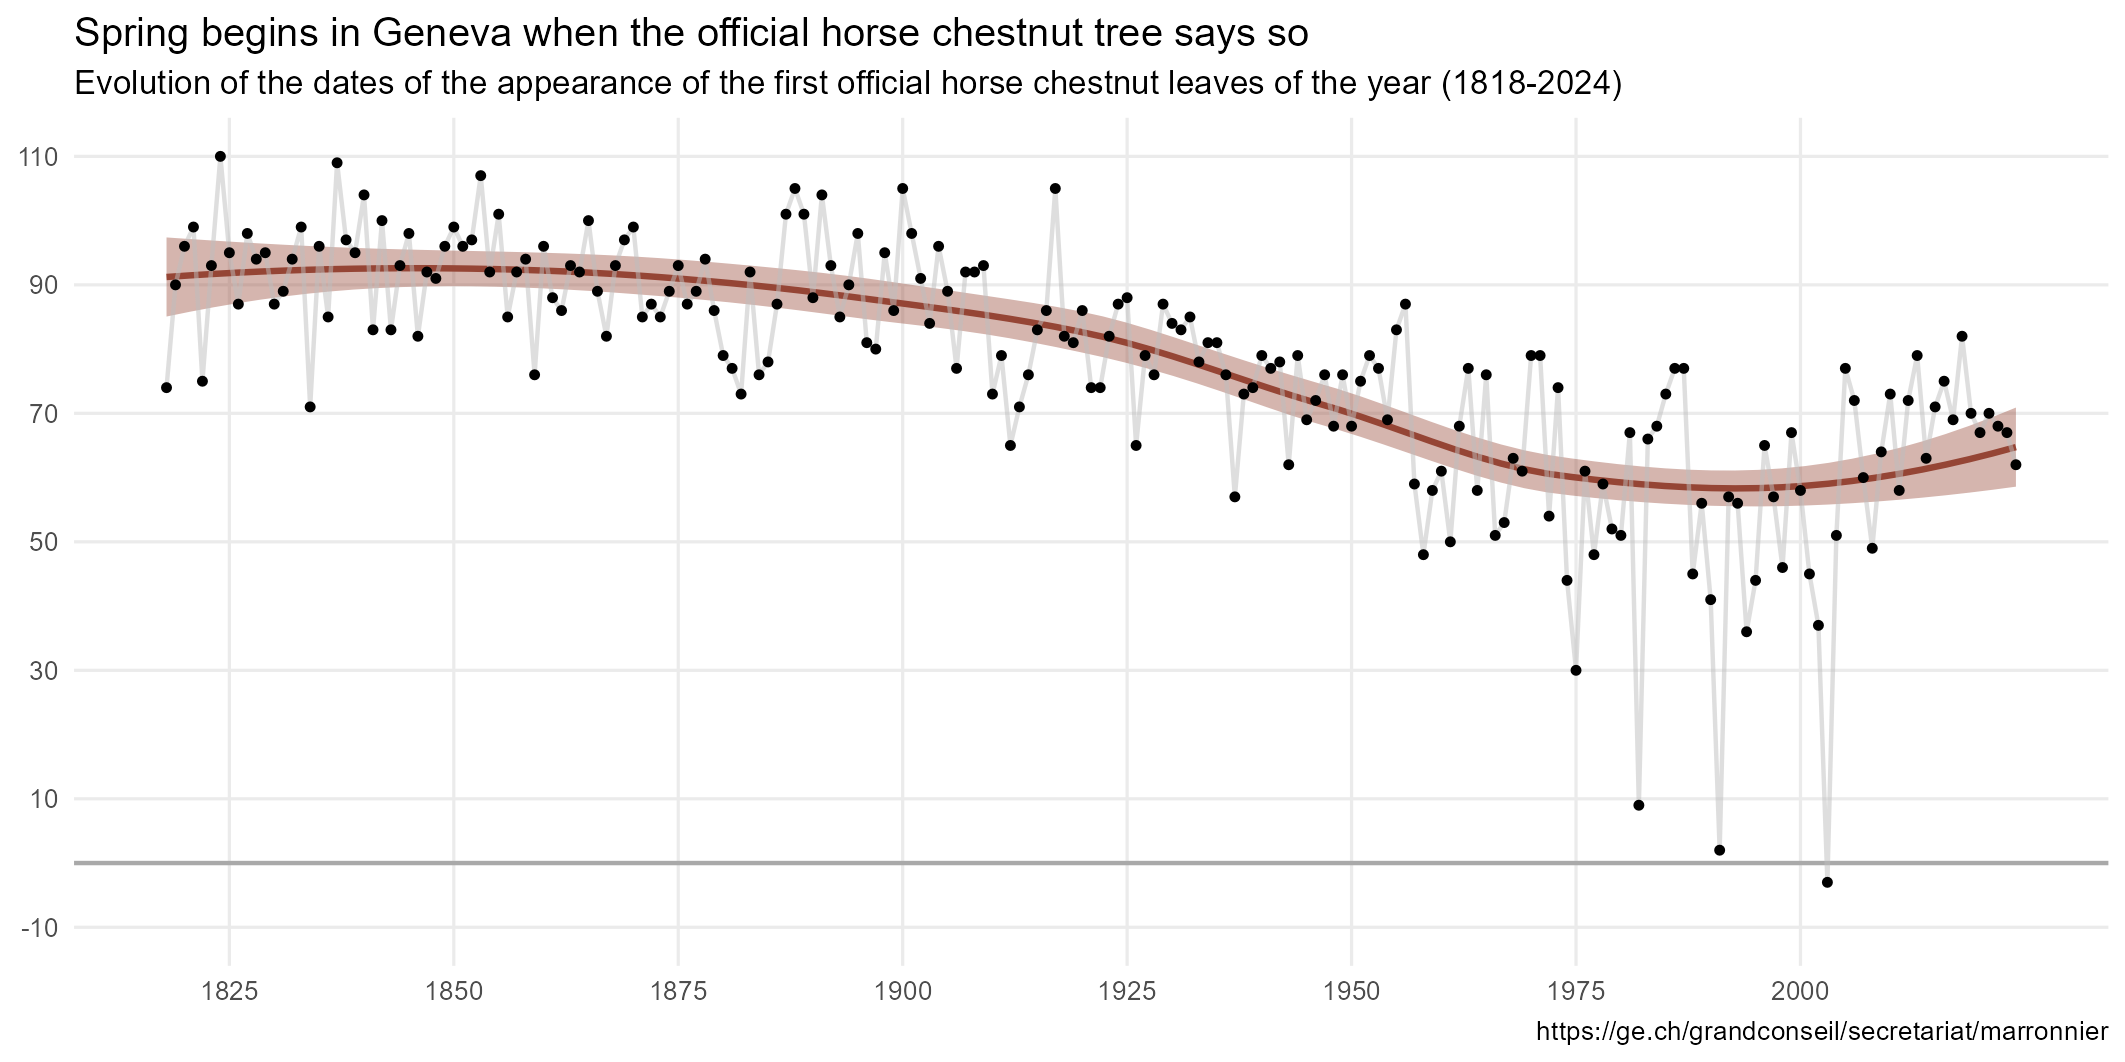 Spring begins in Geneva when the official horse chestnut tree says so
Evolution of the dates of the appearance of the first official horse chestnut leaves of the year (1818-2024)
110
90
70
50
30
10
-10
1825 1850 1875 1900 1925 1950 1975 2000
https://ge.ch/grandconseil/secretariat/marronnier